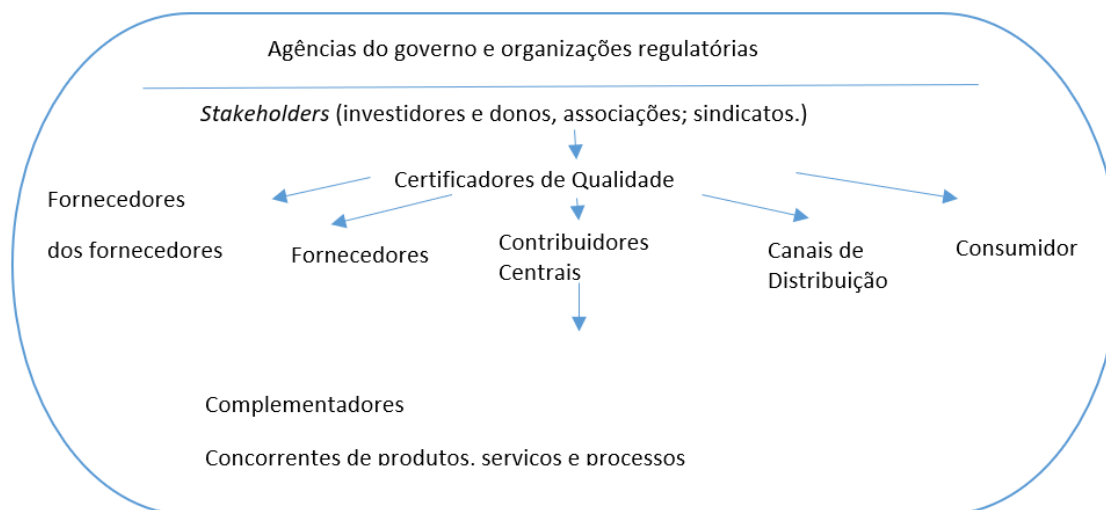 Agências do governo e organizações regulatórias
Stakeholders (investidores e donos, associações; sindicatos.)
Certificadores de Qualidade
Fornecedores
dos fornecedores
Fornecedores
Contribuidores
Centrais
Canais de
Distribuição
Consumidor
Complementadores
Concorrentes de produtos, serviços e processos